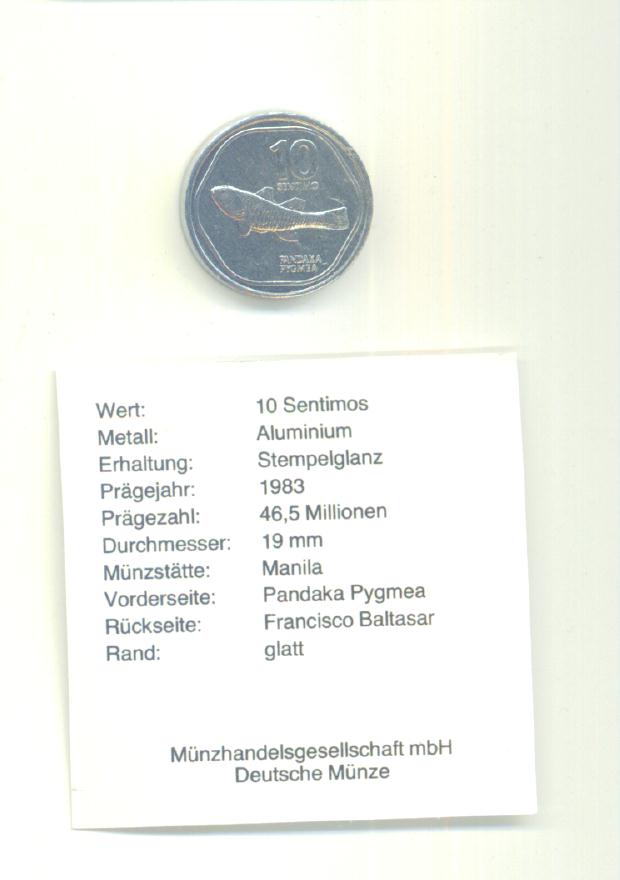 10
SENTIMO
PANDAKA
PYGMEA
Wert: 10 Sentimos
Metall: Aluminium
Erhaltung: Stempelglanz
Prägejahr: 1983
Prägezahl: 46,5 Millionen
Durchmesser: 19 mm
Münzstätte: Manila
Vorderseite: Pandaka Pygmea
Rückseite: Francisco Baltasar
Rand: glatt
Münzhandelsgesellschaft mbH
Deutsche Münze